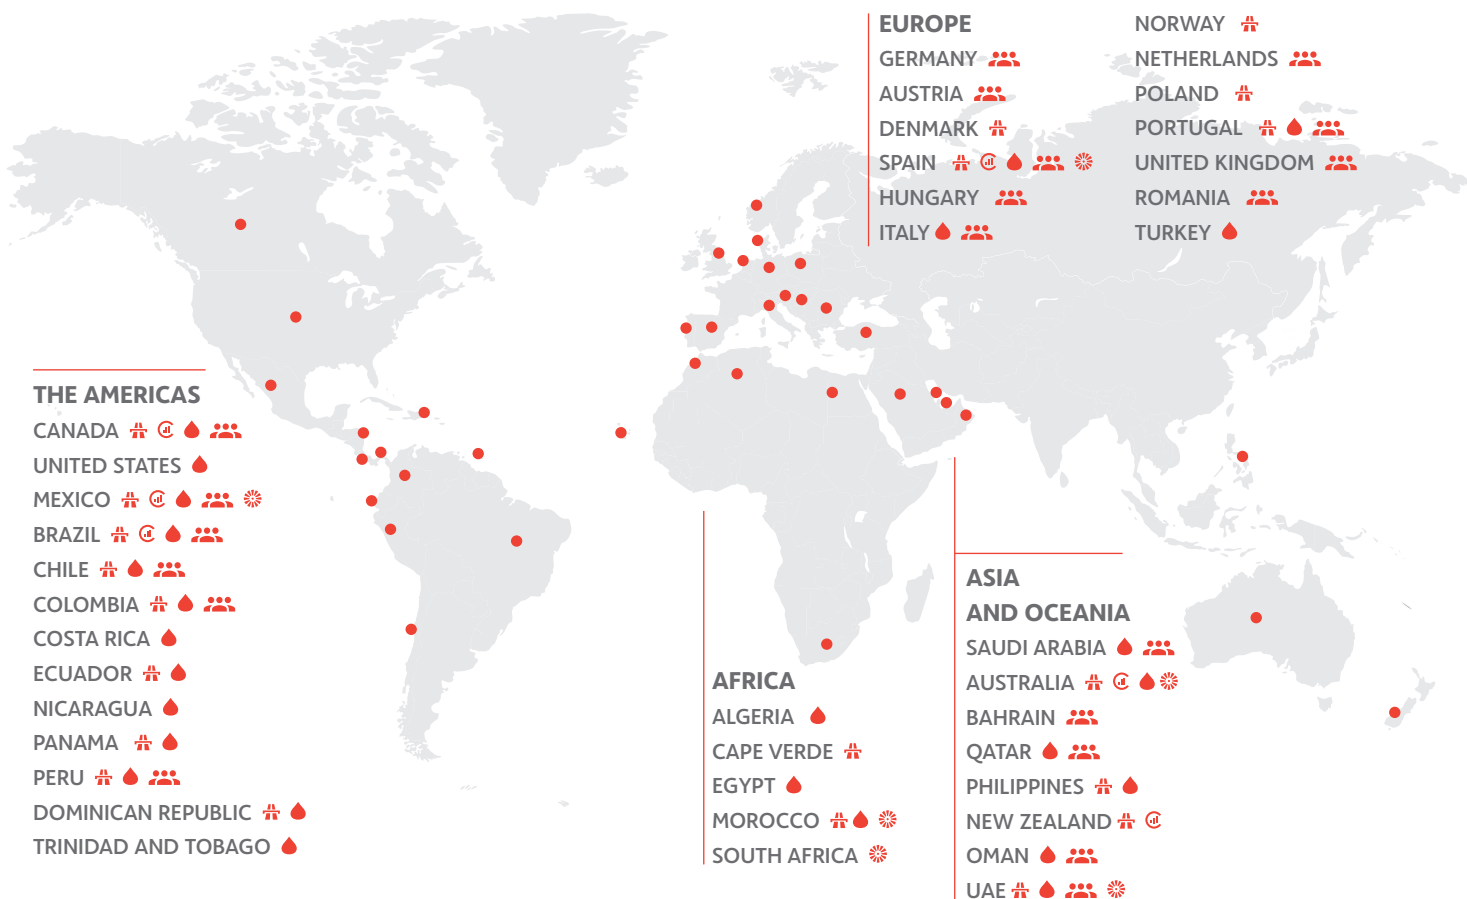 EUROPE
GERMANY
AUSTRIA
DENMARK
SPAIN
HUNGARY
ITALY
NORWAY
NETHERLANDS
POLAND
PORTUGAL
UNITED KINGDOM
ROMANIA
TURKEY
THE AMERICAS
CANADA
UNITED STATES
MEXICO
BRAZIL
CHILE
COLOMBIA
COSTA RICA
ECUADOR
NICARAGUA
PANAMA
PERU
DOMINICAN REPUBLIC
TRINIDAD AND TOBAGO
AFRICA
ALGERIA
CAPE VERDE
EGYPT
MOROCCO
SOUTH AFRICA
ASIA
AND OCEANIA
SAUDI ARABIA
AUSTRALIA
BAHRAIN
QATAR
PHILIPPINES
NEW ZEALAND
OMAN
UAE